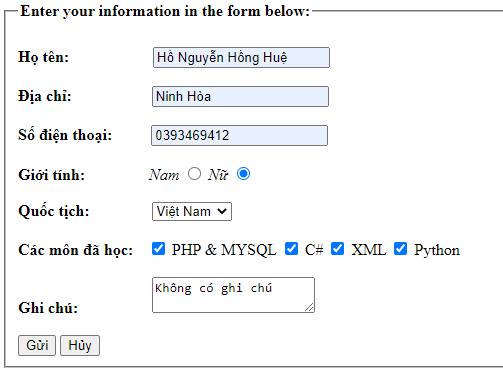 Enter your information in the form below:
Họ tên: Hồ Nguyễn Hồng Huệ
Địa chỉ: Ninh Hòa
Số điện thoại: 0393469412
Giới tính: Nam Nữ
Quốc tịch: Việt Nam
Các môn đã học: PHP & MYSQL C# XML Python
Ghi chú: Không có ghi chú
Gửi Hủy